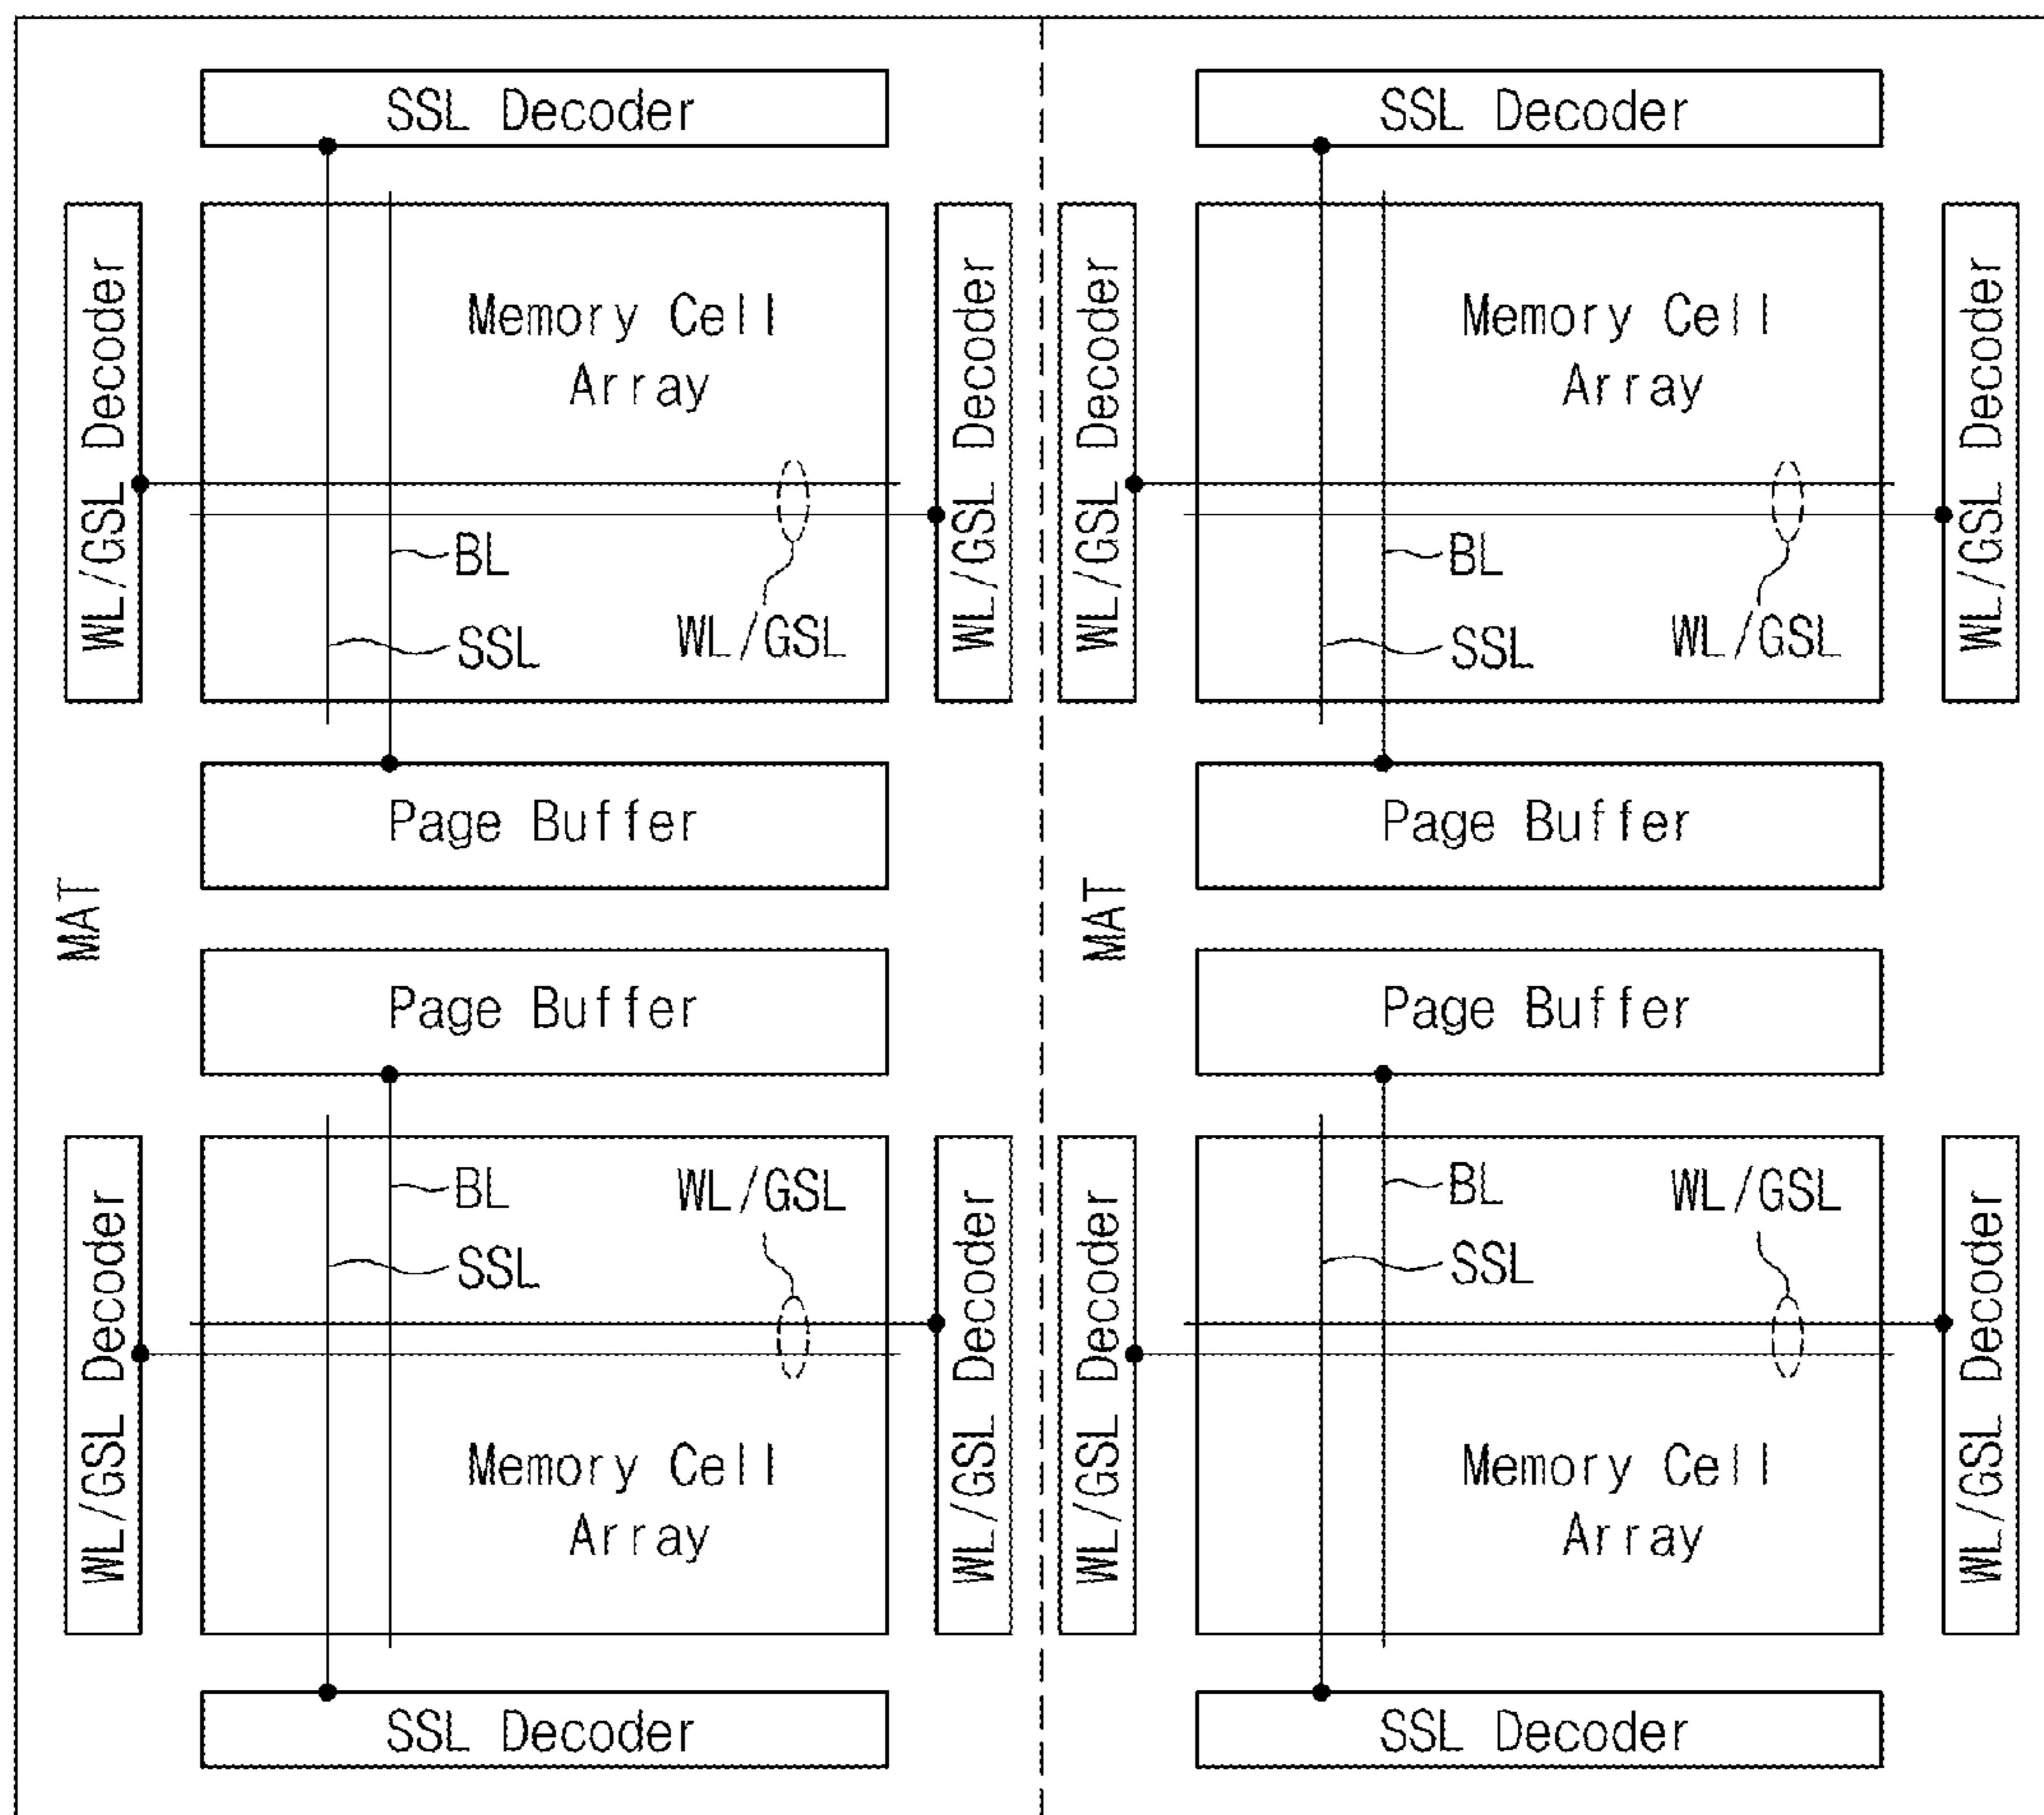 SSL Decoder
WL/GSL Decoder
Memory Cell
Array
BL
SSL
WL/GSL
WL/GSL Decoder
Page Buffer
MAT
Page Buffer
WL/GSL Decoder
BL
SSL
WL/GSL
Memory Cell
Array
WL/GSL Decoder
SSL Decoder
SSL Decoder
WL/GSL Decoder
Memory Cell
Array
BL
SSL
WL/GSL
WL/GSL Decoder
Page Buffer
MAT
Page Buffer
WL/GSL Decoder
BL
SSL
WL/GSL
Memory Cell
Array
WL/GSL Decoder
SSL Decoder